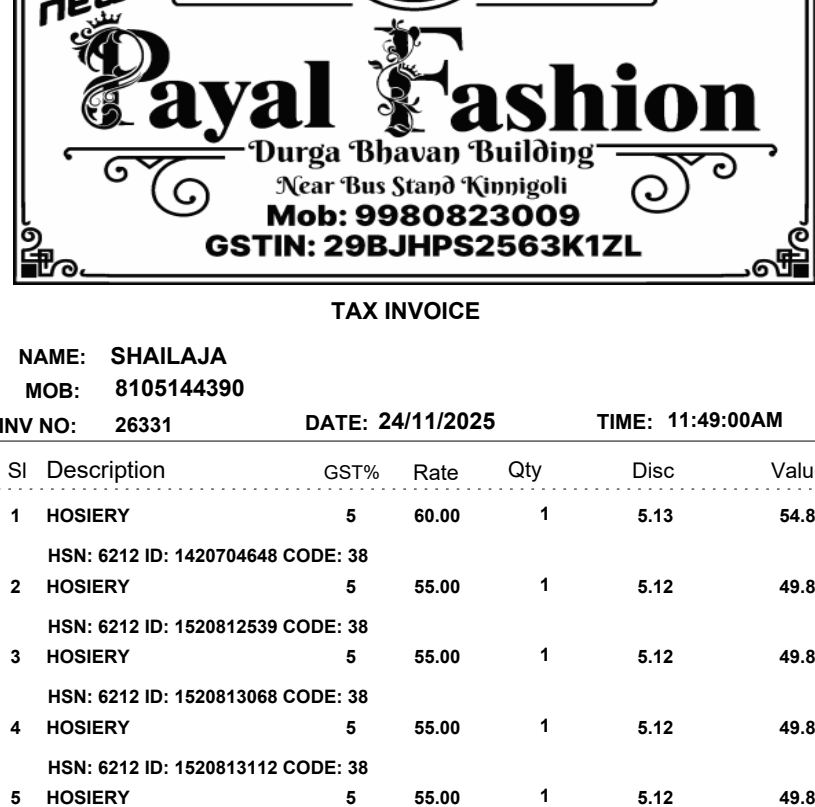 new
Payal Fashion
Durga Bhavan Building
Near Bus Stand Kinnigoli
Mob: 9980823009
GSTIN: 29BJHPS2563K1ZL
TAX INVOICE
NAME: SHAILAJA
MOB: 8105144390
INV NO: 26331 DATE: 24/11/2025 TIME: 11:49:00AM
Sl Description GST% Rate Qty Disc Valu
1 HOSIERY 5 60.00 1 5.13 54.8
HSN: 6212 ID: 1420704648 CODE: 38
2 HOSIERY 5 55.00 1 5.12 49.8
HSN: 6212 ID: 1520812539 CODE: 38
3 HOSIERY 5 55.00 1 5.12 49.8
HSN: 6212 ID: 1520813068 CODE: 38
4 HOSIERY 5 55.00 1 5.12 49.8
HSN: 6212 ID: 1520813112 CODE: 38
5 HOSIERY 5 55.00 1 5.12 49.8